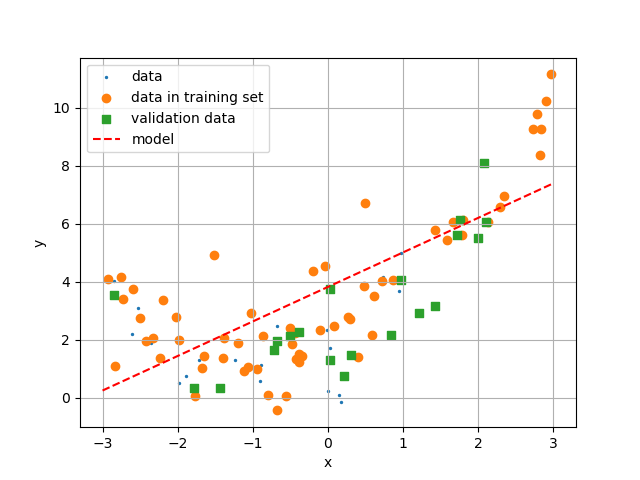 data
data in training set
validation data
model
10
8
6
4
2
0
y
−3
−2
−1
0
1
2
3
x